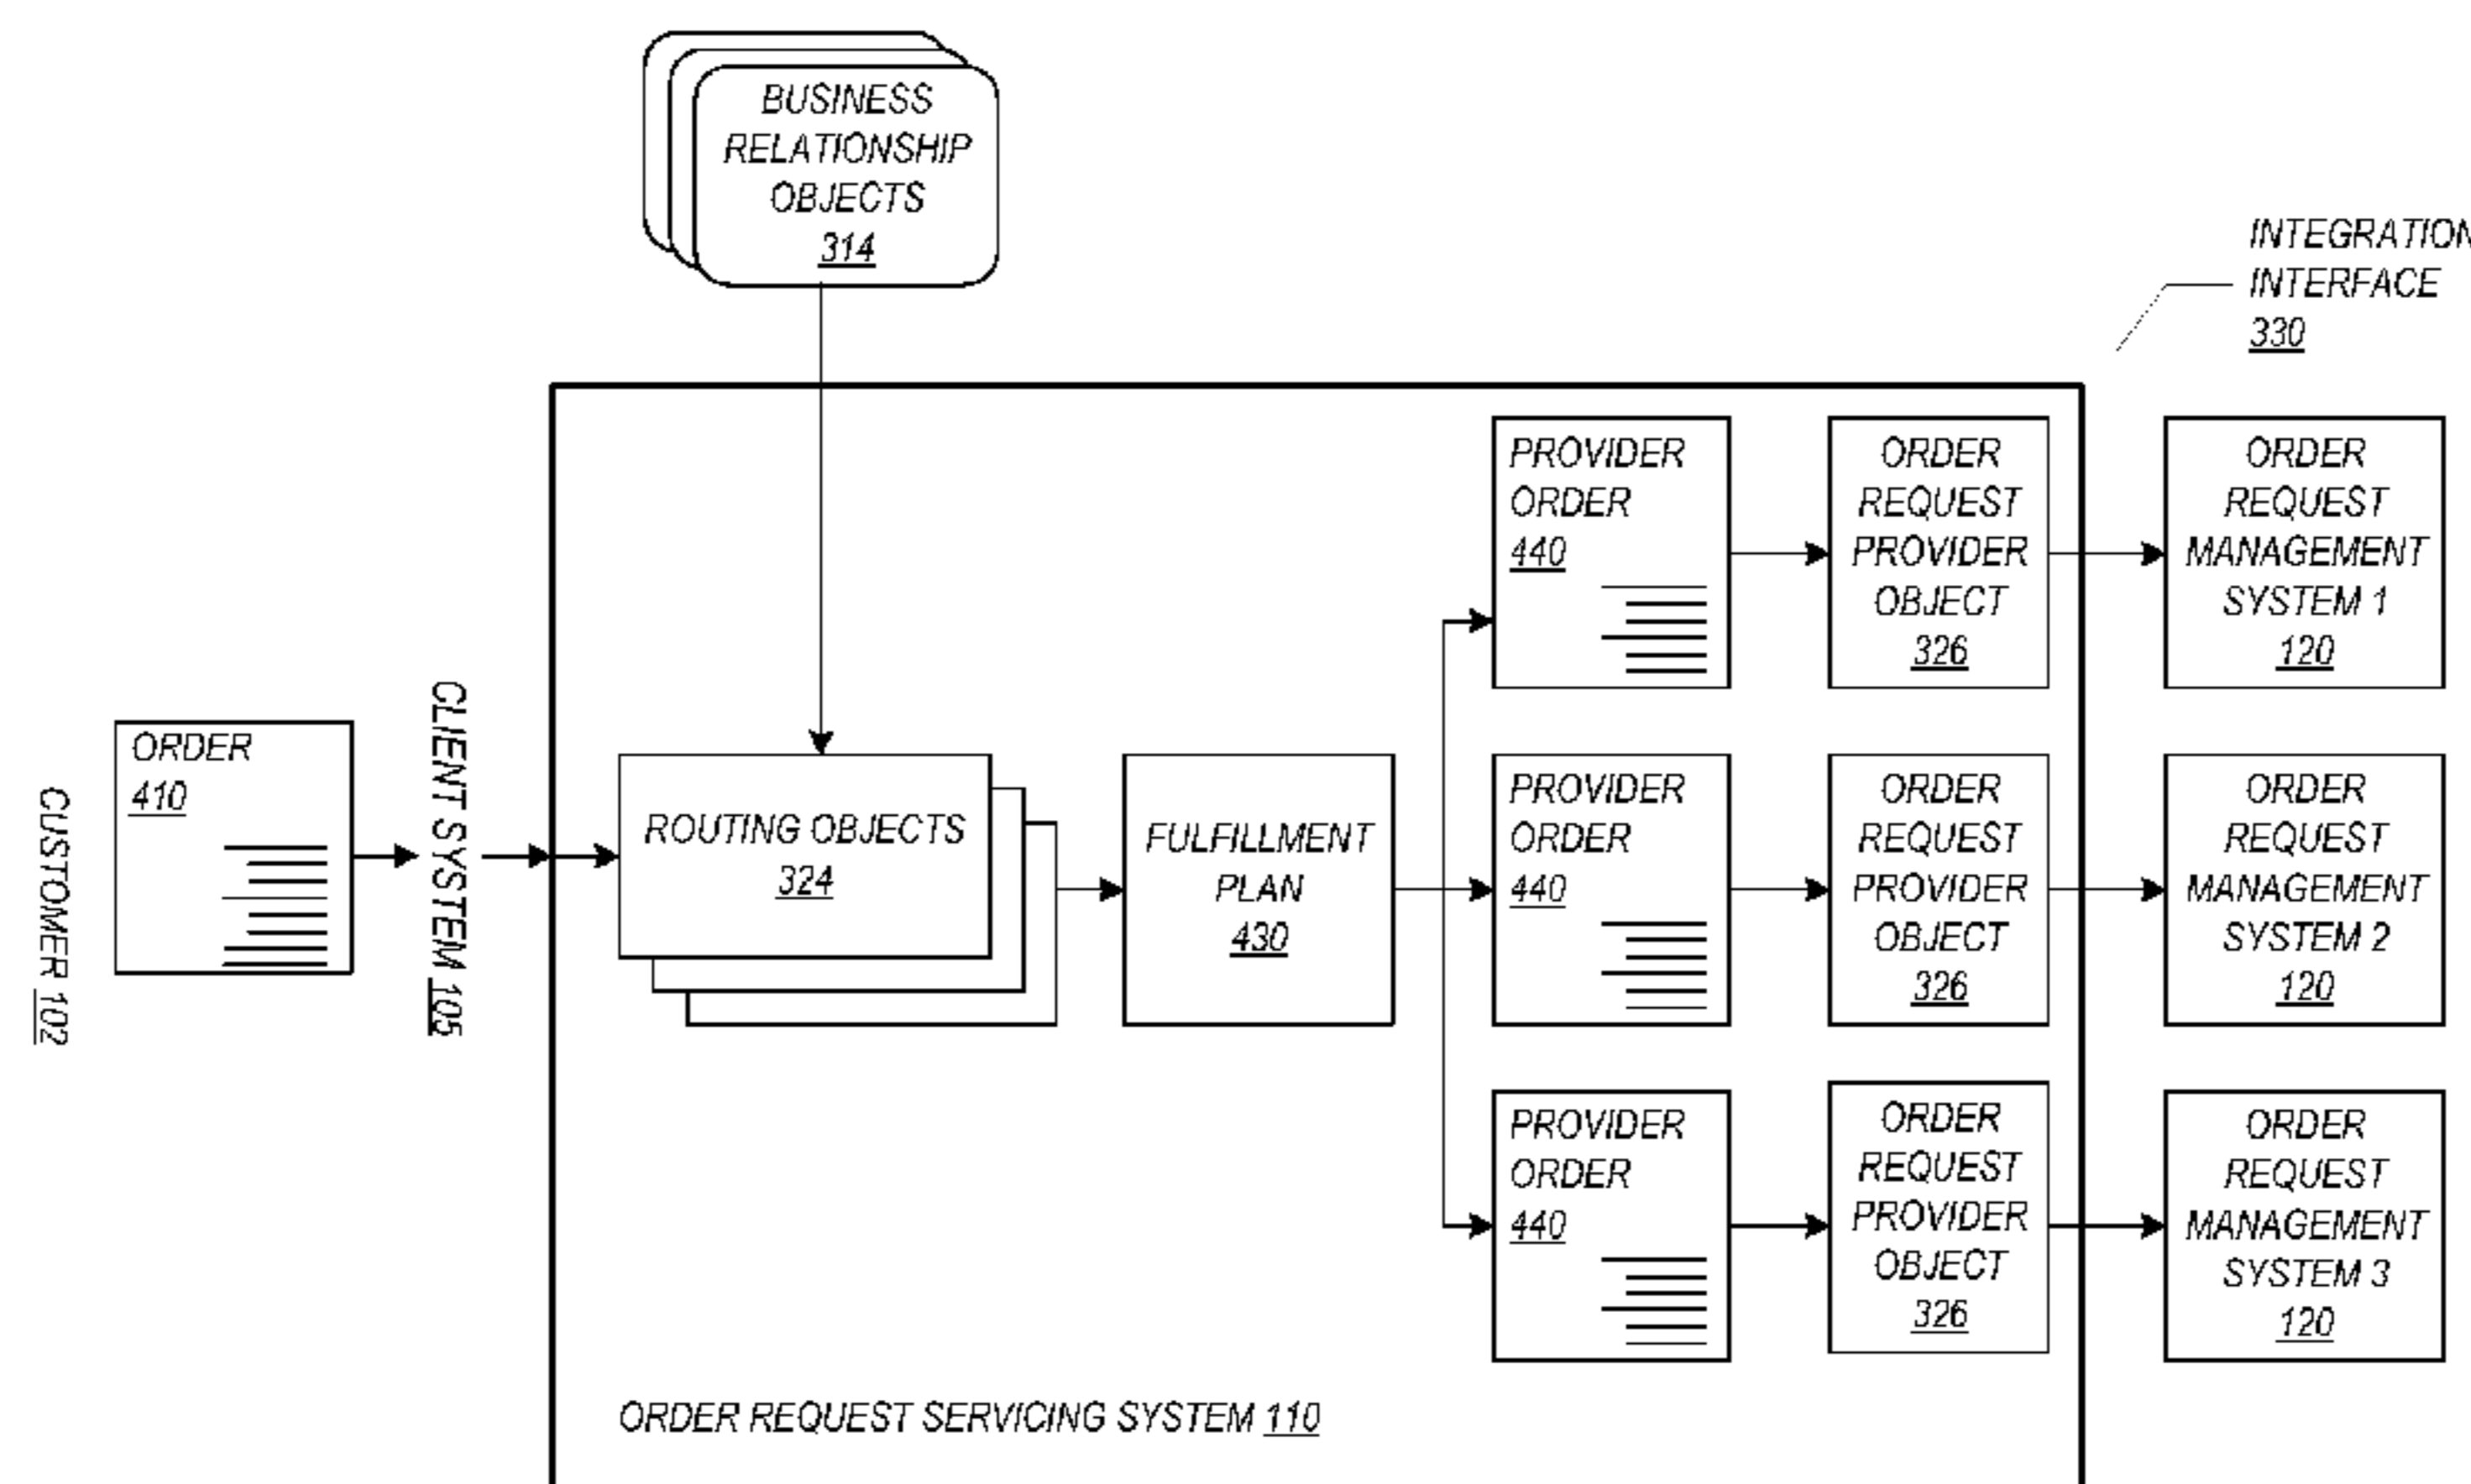 BUSINESS
RELATIONSHIP
OBJECTS
314
INTEGRATION
INTERFACE
330
CUSTOMER 102
ORDER
410
CLIENT SYSTEM 105
ROUTING OBJECTS
324
FULFILLMENT
PLAN
430
PROVIDER
ORDER
440
ORDER
REQUEST
PROVIDER
OBJECT
326
ORDER
REQUEST
MANAGEMENT
SYSTEM 1
120
PROVIDER
ORDER
440
ORDER
REQUEST
PROVIDER
OBJECT
326
ORDER
REQUEST
MANAGEMENT
SYSTEM 2
120
PROVIDER
ORDER
440
ORDER
REQUEST
PROVIDER
OBJECT
326
ORDER
REQUEST
MANAGEMENT
SYSTEM 3
120
ORDER REQUEST SERVICING SYSTEM 110